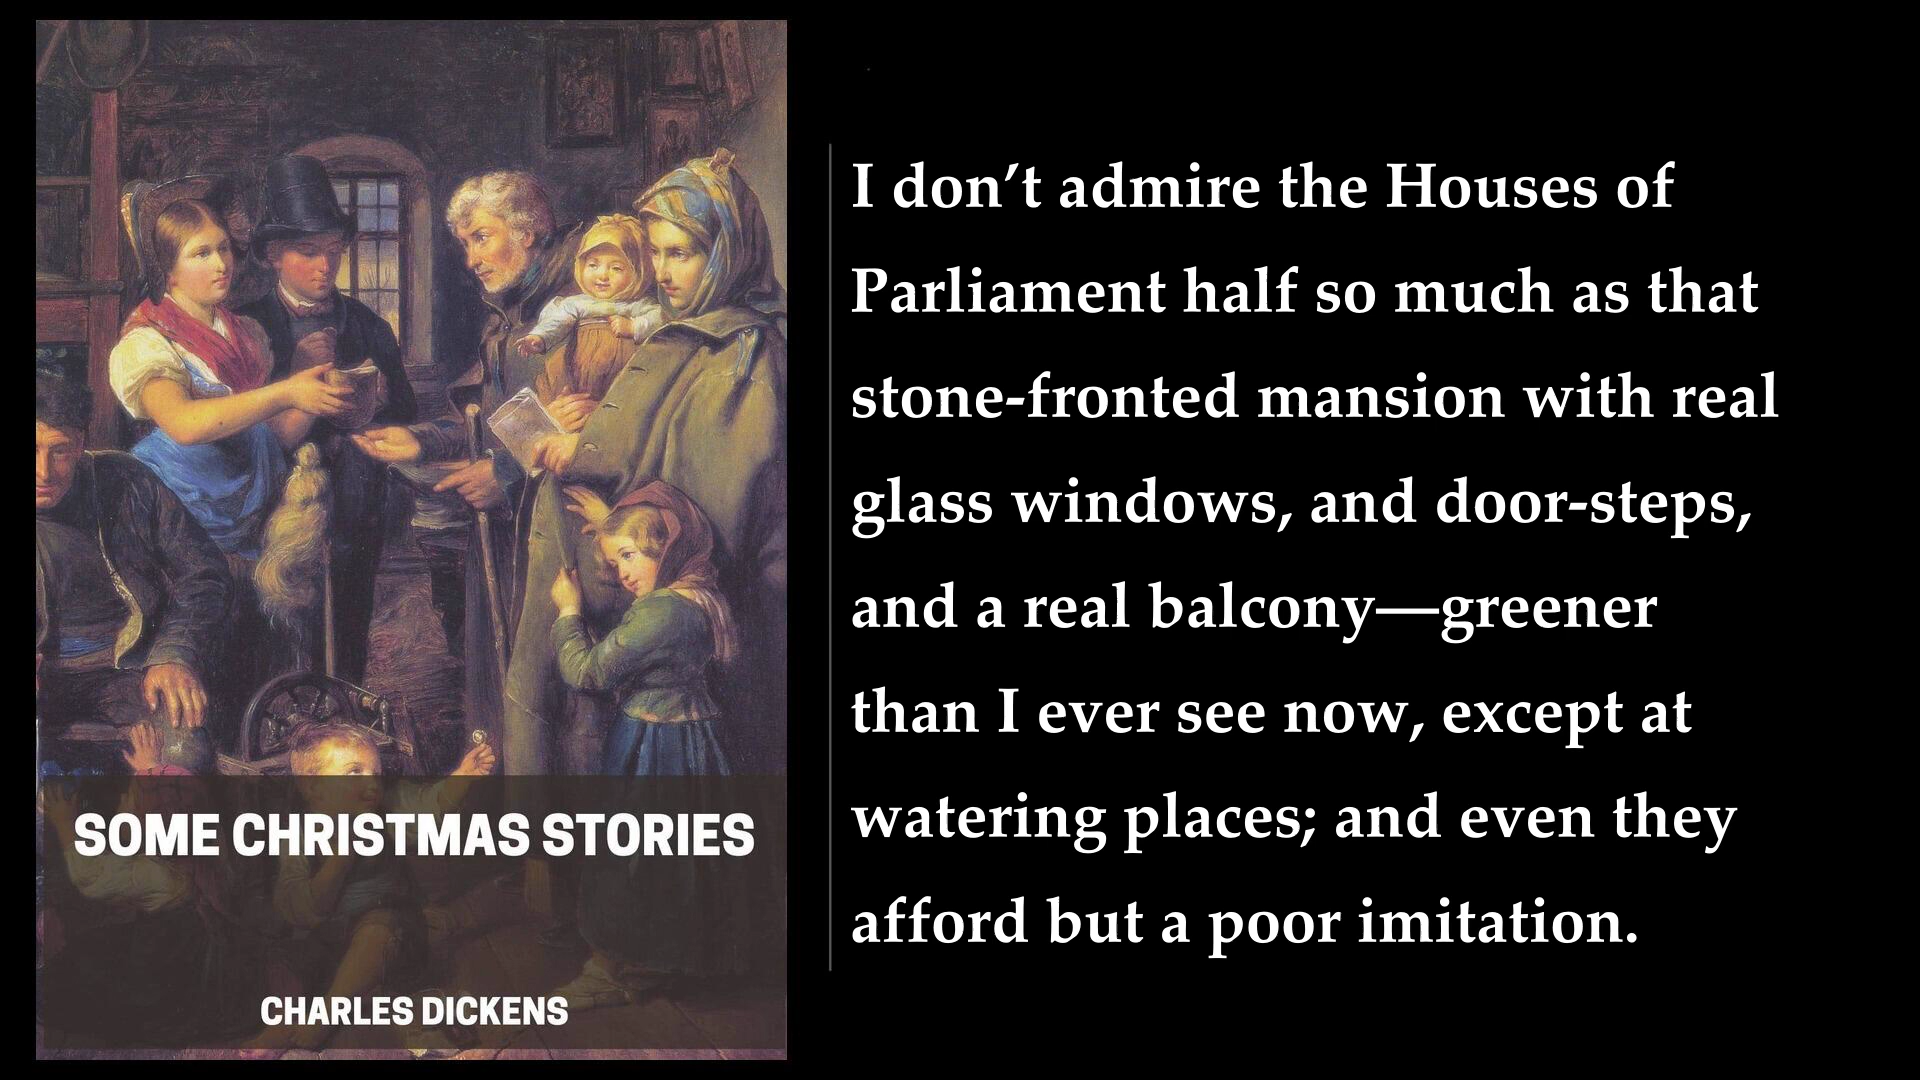 SOME CHRISTMAS STORIES
CHARLES DICKENS
I don’t admire the Houses of
Parliament half so much as that
stone-fronted mansion with real
glass windows, and door-steps,
and a real balcony—greener
than I ever see now, except at
watering places; and even they
afford but a poor imitation.